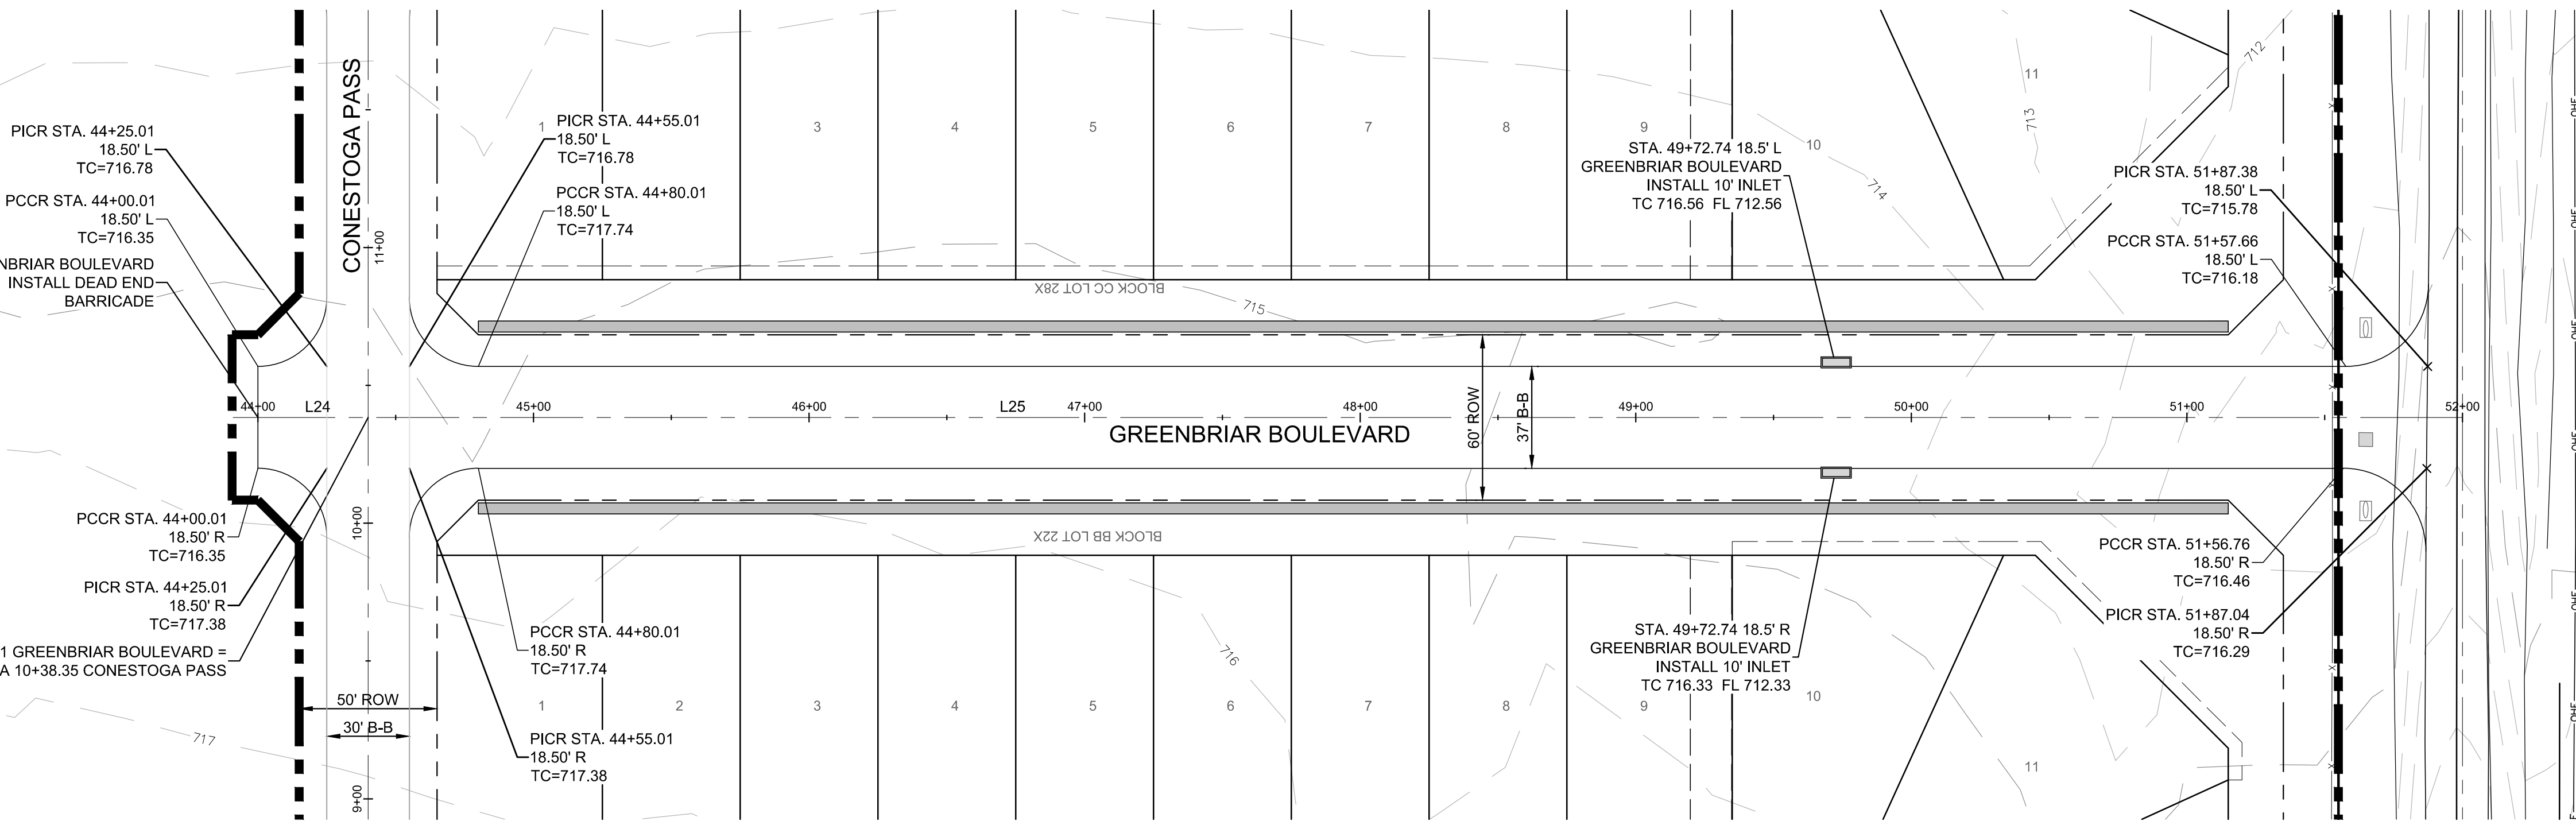 PICR STA. 44+25.01
18.50' L
TC=716.78
PCCR STA. 44+00.01
18.50' L
TC=716.35
NBRIAR BOULEVARD
INSTALL DEAD END
BARRICADE
CONESTOGA PASS
11+00
PICR STA. 44+55.01
18.50' L
TC=716.78
PCCR STA. 44+80.01
18.50' L
TC=717.74
1
3
4
5
6
7
8
9
10
11
STA. 49+72.74 18.5' L
GREENBRIAR BOULEVARD
INSTALL 10' INLET
TC 716.56 FL 712.56
712
713
714
PICR STA. 51+87.38
18.50' L
TC=715.78
PCCR STA. 51+57.66
18.50' L
TC=716.18
BLOCK CC LOT 28X
715
44+00
L24
45+00
46+00
L25
47+00
48+00
49+00
50+00
51+00
52+00
GREENBRIAR BOULEVARD
60' ROW
37' B-B
PCCR STA. 44+00.01
18.50' R
TC=716.35
PICR STA. 44+25.01
18.50' R
TC=717.38
1 GREENBRIAR BOULEVARD =
A 10+38.35 CONESTOGA PASS
10+00
BLOCK BB LOT 22X
PCCR STA. 44+80.01
18.50' R
TC=717.74
PICR STA. 44+55.01
18.50' R
TC=717.38
50' ROW
30' B-B
9+00
717
716
1
2
3
4
5
6
7
8
9
10
11
STA. 49+72.74 18.5' R
GREENBRIAR BOULEVARD
INSTALL 10' INLET
TC 716.33 FL 712.33
PCCR STA. 51+56.76
18.50' R
TC=716.46
PICR STA. 51+87.04
18.50' R
TC=716.29
X
X
X
X
X
X
OHE
OHE
OHE
OHE
OHE
OHE
OHE